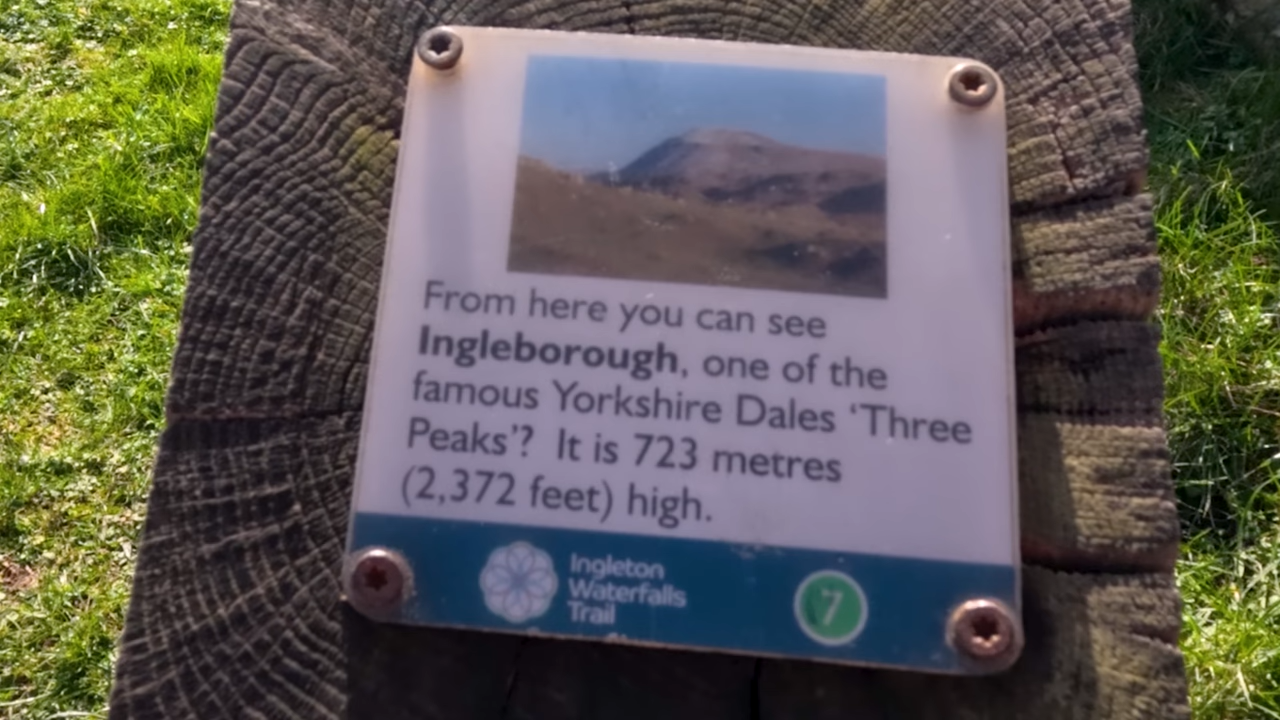 From here you can see
Ingleborough, one of the
famous Yorkshire Dales ‘Three
Peaks’? It is 723 metres
(2,372 feet) high.
Ingleton
Waterfalls
Trail
7